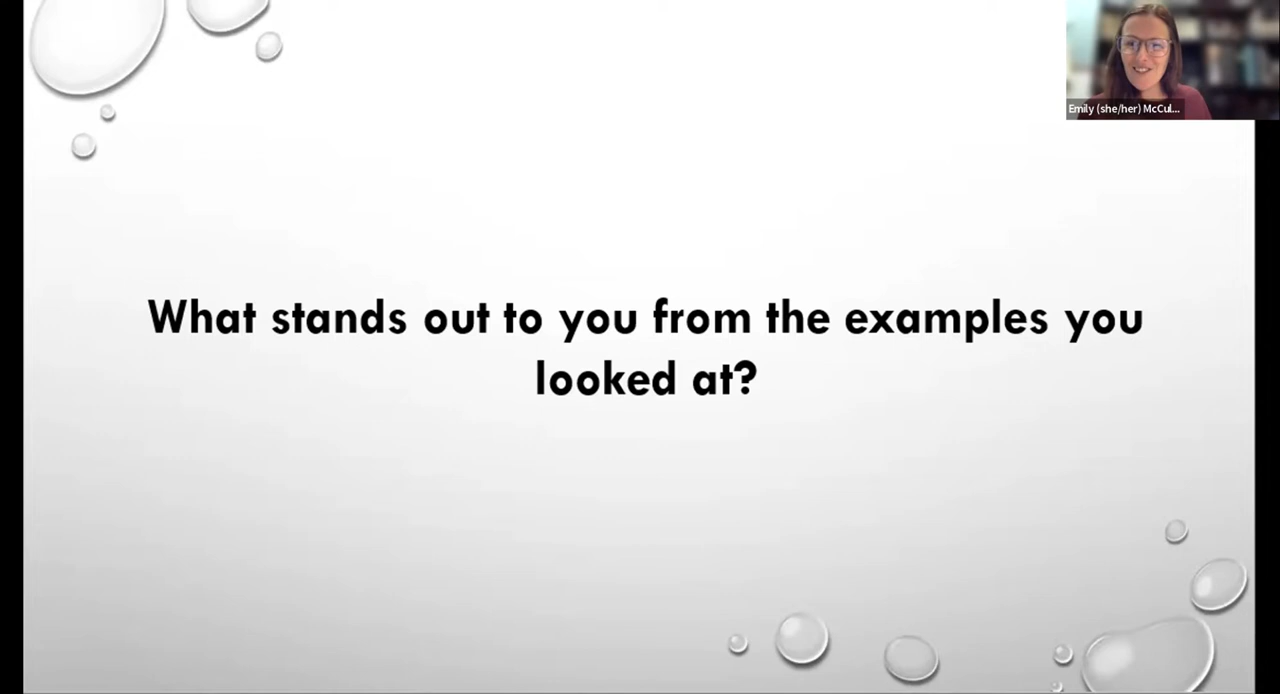 Emily (she/her) McCul...
What stands out to you from the examples you
looked at?